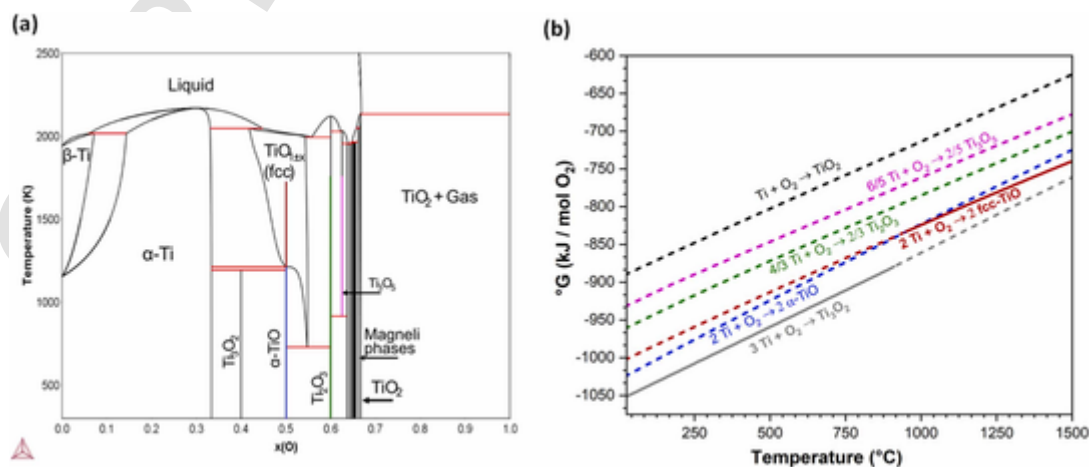 (a)
2500
2000
1500
1000
500
Temperature (K)
Liquid
β-Ti
α-Ti
TiO1±x
(fcc)
TiO2 + Gas
Ti3O5
Ti3O2
α-TiO
Ti2O3
Magneli
phases
TiO2
0.0 0.1 0.2 0.3 0.4 0.5 0.6 0.7 0.8 0.9 1.0
x(O)
(b)
-600
-650
-700
-750
-800
-850
-900
-950
-1000
-1050
°G (kJ / mol O2)
Ti + O2 → TiO2
6/5 Ti + O2 → 2/5 Ti3O5
4/3 Ti + O2 → 2/3 Ti2O3
2 Ti + O2 → 2 fcc-TiO
2 Ti + O2 → 2 α-TiO
3 Ti + O2 → Ti3O2
250 500 750 1000 1250 1500
Temperature (°C)